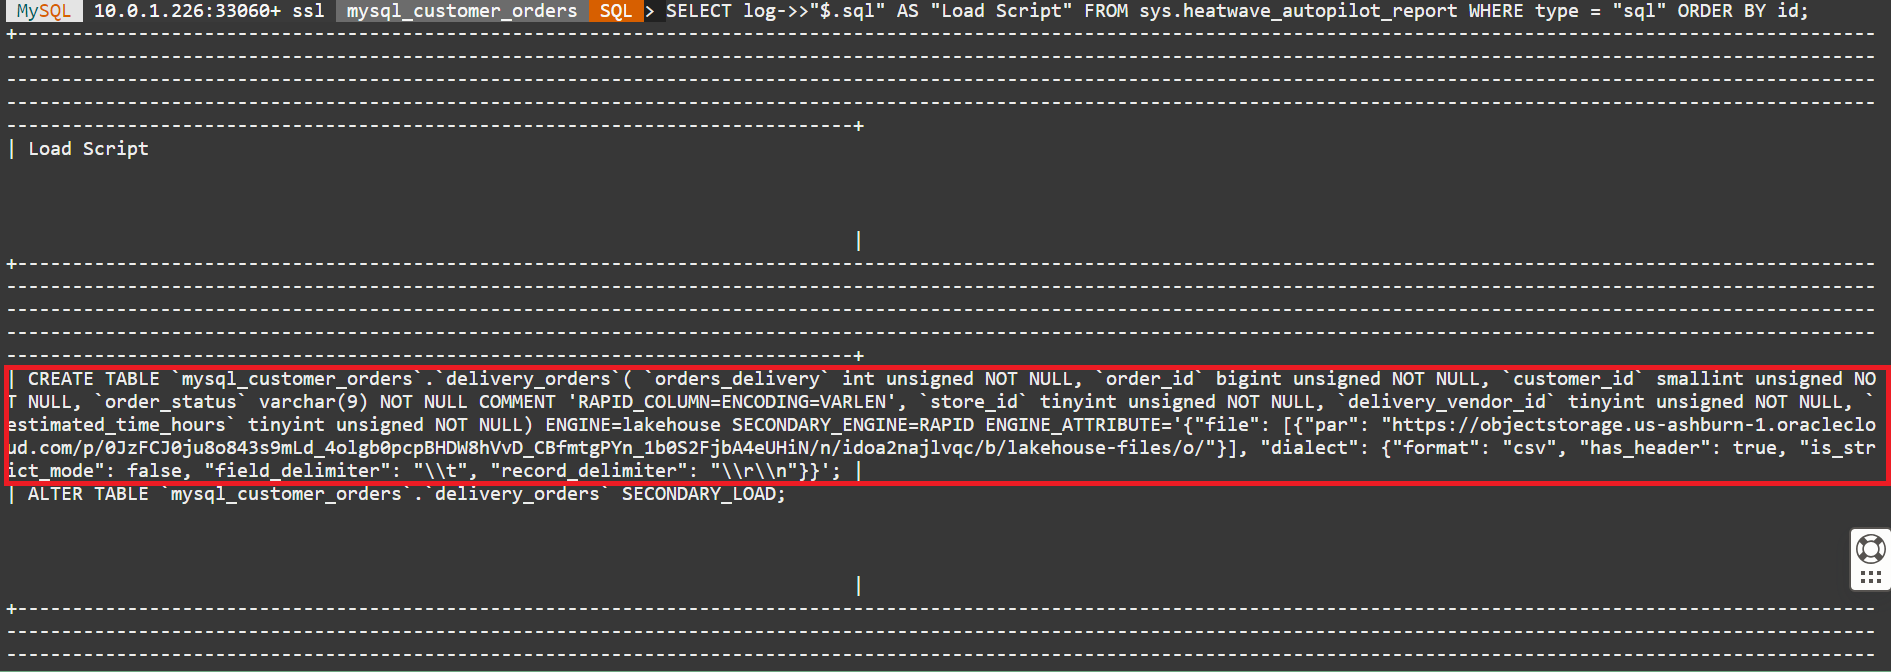 MySQL 10.0.1.226:33060+ ssl mysql_customer_orders SQL > SELECT log->>"$.sql" AS "Load Script" FROM sys.heatwave_autopilot_report WHERE type = "sql" ORDER BY id;
| Load Script
|
| CREATE TABLE `mysql_customer_orders`.`delivery_orders`( `orders_delivery` int unsigned NOT NULL, `order_id` bigint unsigned NOT NULL, `customer_id` smallint unsigned NO
T NULL, `order_status` varchar(9) NOT NULL COMMENT 'RAPID_COLUMN=ENCODING=VARLEN', `store_id` tinyint unsigned NOT NULL, `delivery_vendor_id` tinyint unsigned NOT NULL, `
estimated_time_hours` tinyint unsigned NOT NULL) ENGINE=lakehouse SECONDARY_ENGINE=RAPID ENGINE_ATTRIBUTE='{"file": [{"par": "https://objectstorage.us-ashburn-1.oracleclo
ud.com/p/0JzFCJ0ju8o843s9mLd_4olgb0pcpBHDW8hVvD_CBfmtgPYn_1b0S2FjbA4eUHiN/n/idoa2najlvqc/b/lakehouse-files/o/"}], "dialect": {"format": "csv", "has_header": true, "is_str
ict_mode": false, "field_delimiter": "\\t", "record_delimiter": "\\r\\n"}}'; |
| ALTER TABLE `mysql_customer_orders`.`delivery_orders` SECONDARY_LOAD;
|